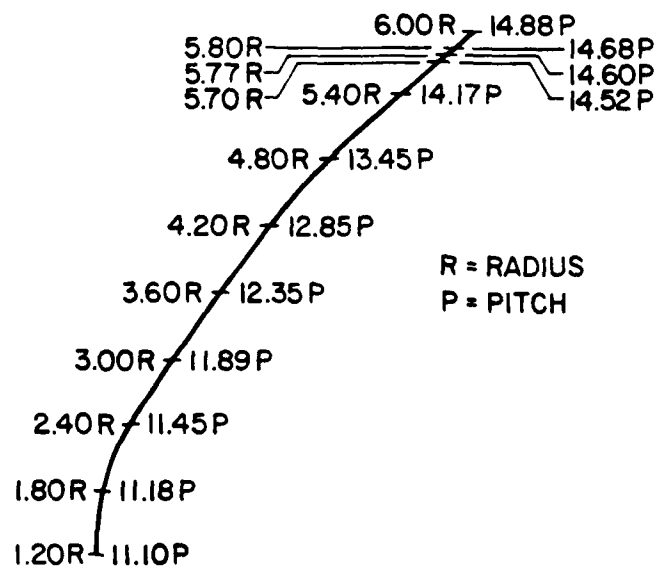 6.00R 14.88P
5.80R 14.68P
5.77R 14.60P
5.70R 14.52P
5.40R 14.17P
4.80R 13.45P
4.20R 12.85P
R = RADIUS
3.60R 12.35P
P = PITCH
3.00R 11.89P
2.40R 11.45P
1.80R 11.18P
1.20R 11.10P